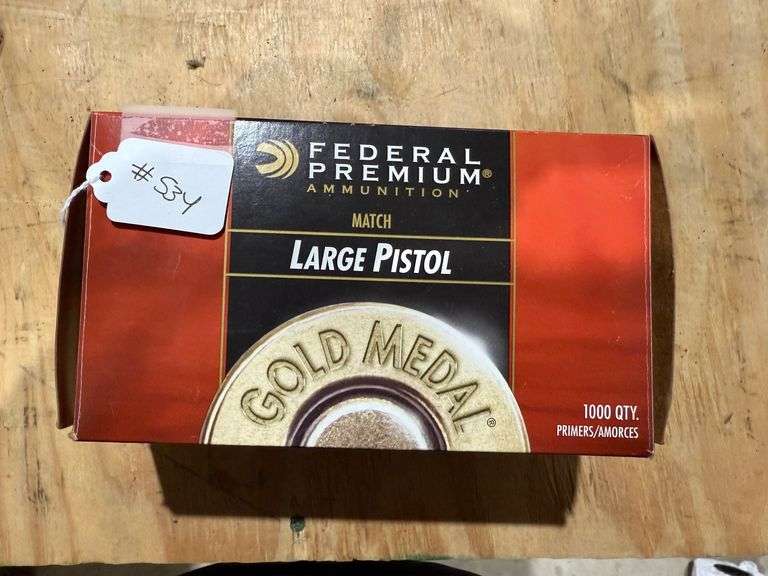 # 534
FEDERAL
PREMIUM®
AMMUNITION
MATCH
LARGE PISTOL
GOLD MEDAL®
1000 QTY.
PRIMERS/AMORCES